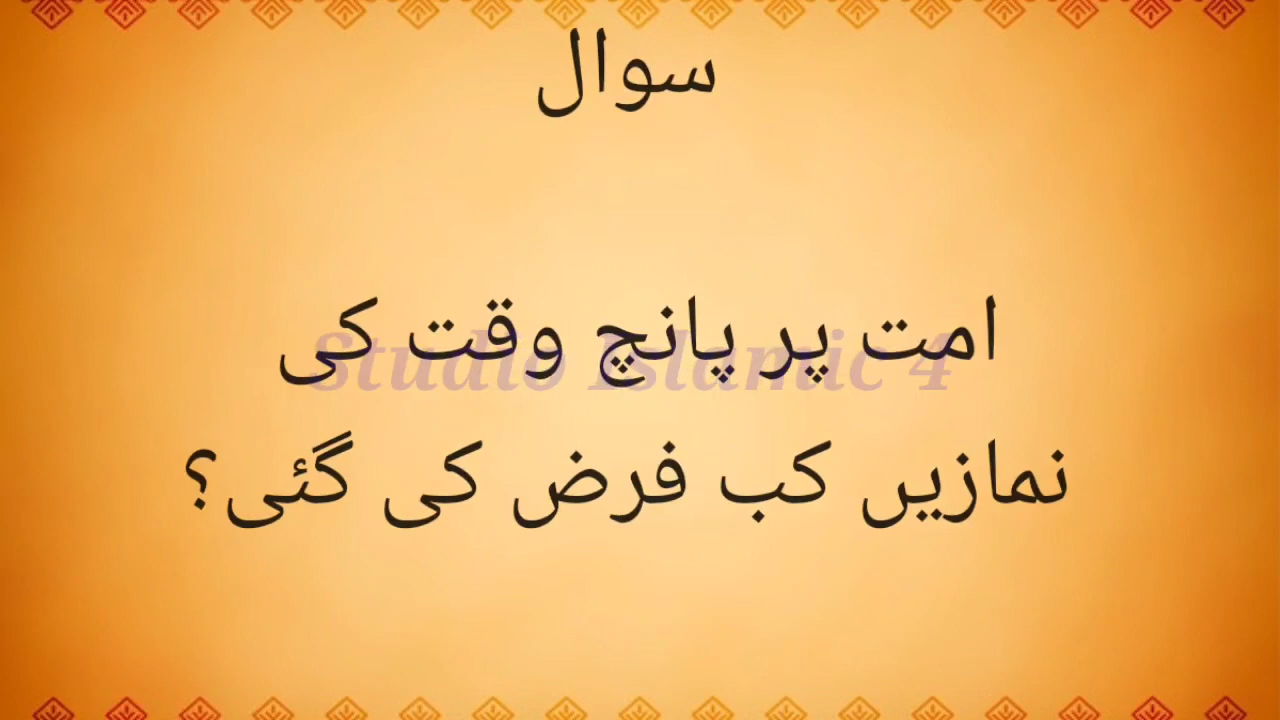 سوال
امت پر پانچ وقت کی
Studio Islamic 4
نمازیں کب فرض کی گئی؟